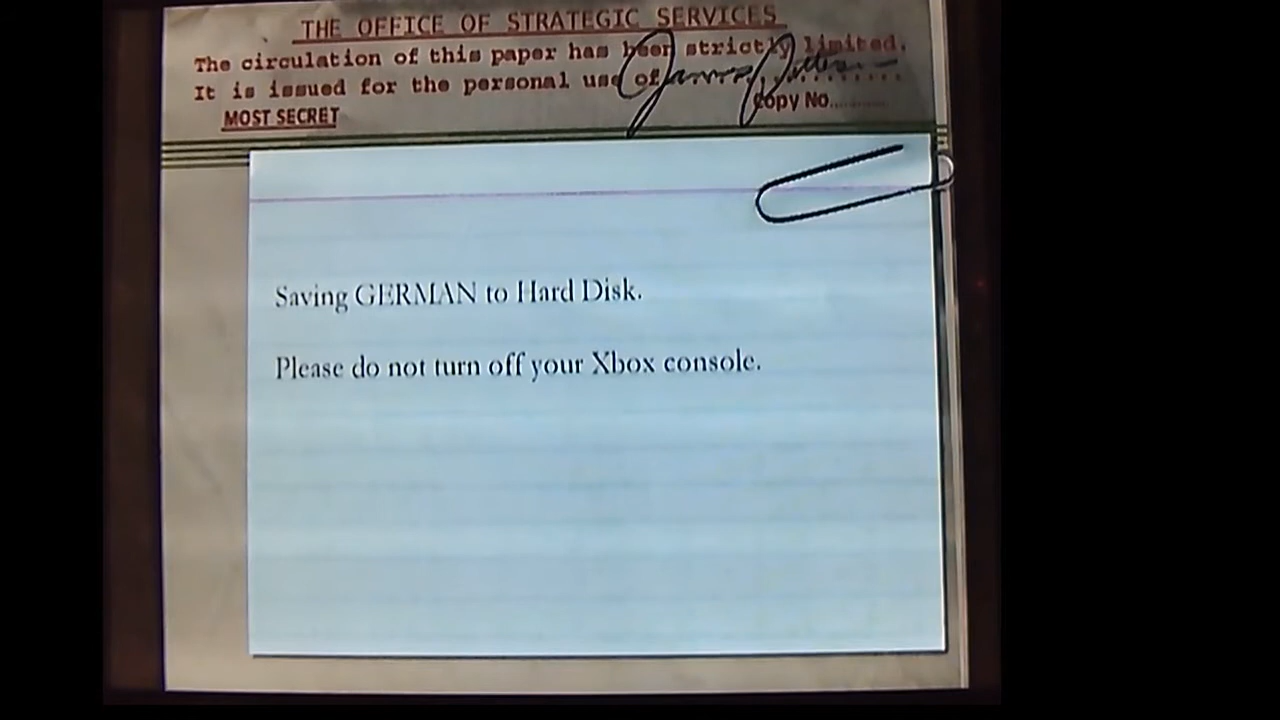 THE OFFICE OF STRATEGIC SERVICES
The circulation of this paper has been strictly limited.
It is issued for the personal use of
Copy No............
MOST SECRET
Saving GERMAN to Hard Disk.
Please do not turn off your Xbox console.